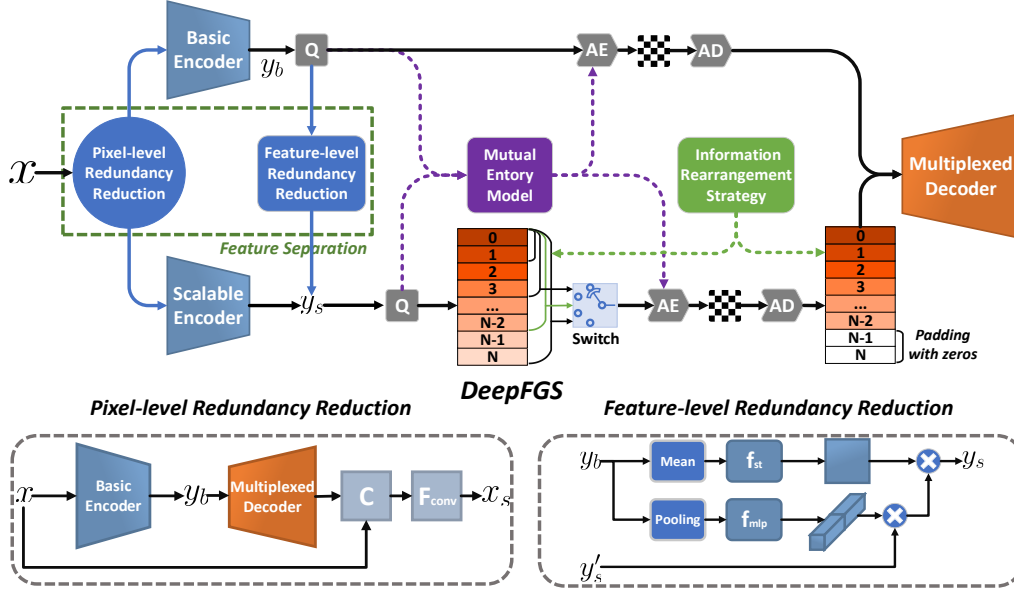 Basic
Encoder
y_b
Q
AE
AD
x
Pixel-level
Redundancy
Reduction
Feature-level
Redundancy
Reduction
Feature Separation
Mutual
Entory
Model
Information
Rearrangement
Strategy
Multiplexed
Decoder
Scalable
Encoder
y_s
Q
0
1
2
3
...
N-2
N-1
N
Switch
AE
AD
0
1
2
3
...
N-2
N-1
N
Padding
with zeros
DeepFGS
Pixel-level Redundancy Reduction
x
Basic
Encoder
y_b
Multiplexed
Decoder
C
F_conv
x_s
Feature-level Redundancy Reduction
y_b
Mean
f_st
y_s
Pooling
f_mlp
y'_s